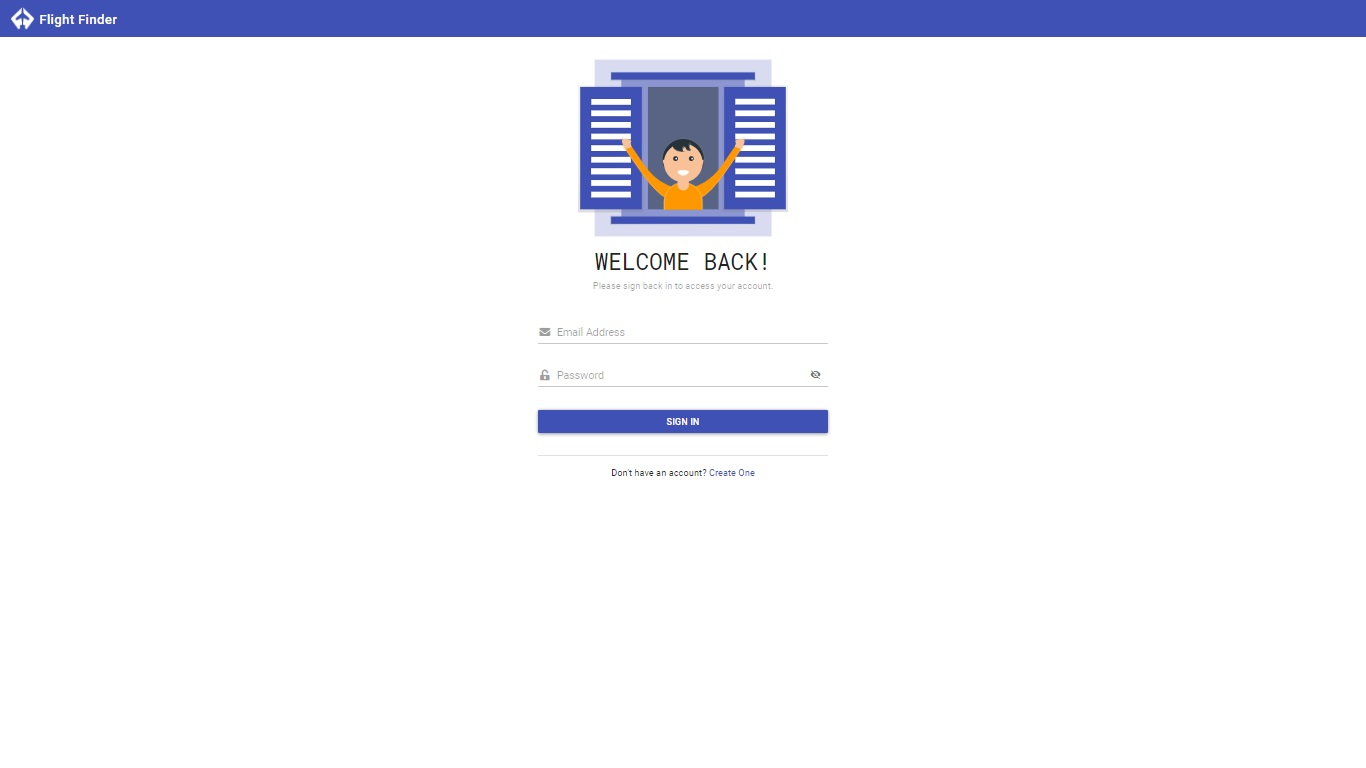 Flight Finder
WELCOME BACK!
Please sign back in to access your account.
Email Address
Password
SIGN IN
Don't have an account? Create One